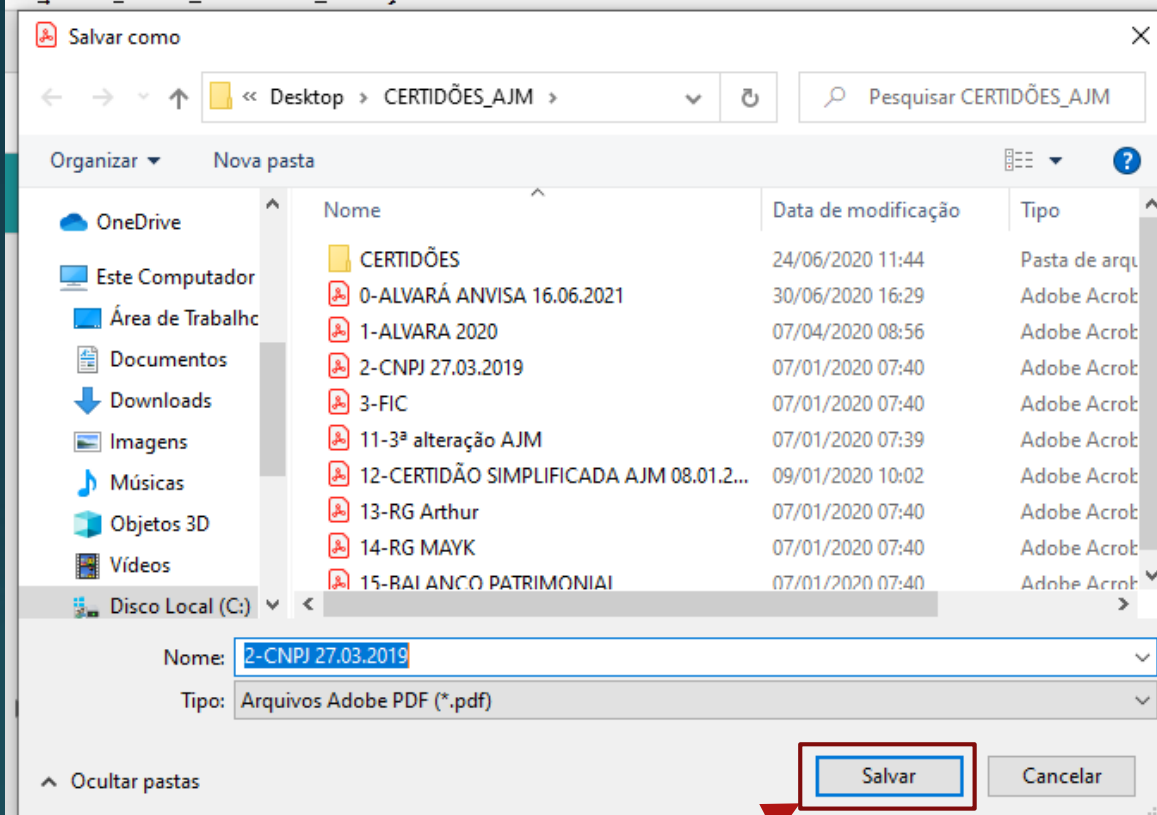 Salvar como
« Desktop > CERTIDÕES_AJM >
Pesquisar CERTIDÕES_AJM
Organizar
Nova pasta
OneDrive
Este Computador
Área de Trabalhc
Documentos
Downloads
Imagens
Músicas
Objetos 3D
Vídeos
Disco Local (C:)
Nome Data de modificação Tipo
CERTIDÕES 24/06/2020 11:44 Pasta de arqu
0-ALVARÁ ANVISA 16.06.2021 30/06/2020 16:29 Adobe Acrob
1-ALVARA 2020 07/04/2020 08:56 Adobe Acrob
2-CNPJ 27.03.2019 07/01/2020 07:40 Adobe Acrob
3-FIC 07/01/2020 07:40 Adobe Acrob
11-3ª alteração AJM 07/01/2020 07:39 Adobe Acrob
12-CERTIDÃO SIMPLIFICADA AJM 08.01.2... 09/01/2020 10:02 Adobe Acrob
13-RG Arthur 07/01/2020 07:40 Adobe Acrob
14-RG MAYK 07/01/2020 07:40 Adobe Acrob
15-BALANCO PATRIMONIAL 07/01/2020 07:40 Adobe Acrob
Nome: 2-CNPJ 27.03.2019
Tipo: Arquivos Adobe PDF (*.pdf)
Ocultar pastas
Salvar
Cancelar